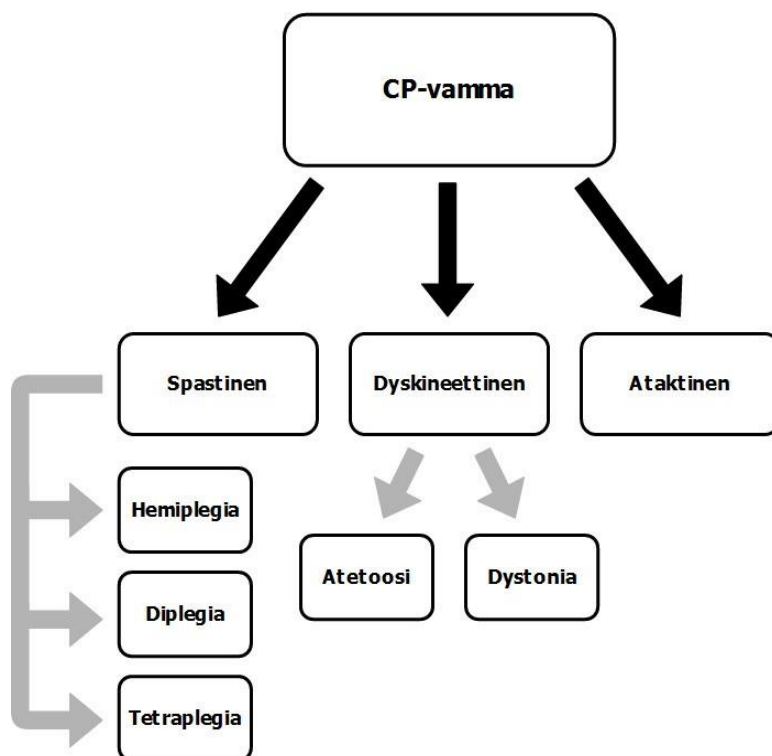 CP-vamma
Spastinen
Dyskineettinen
Ataktinen
Hemiplegia
Diplegia
Tetraplegia
Atetoosi
Dystonia